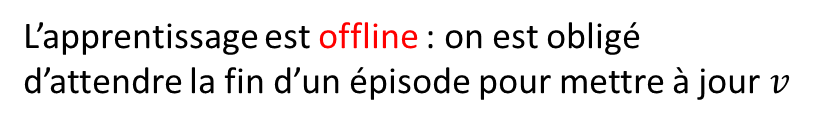 L’apprentissage est offline : on est obligé
d’attendre la fin d’un épisode pour mettre à jour 𝑣